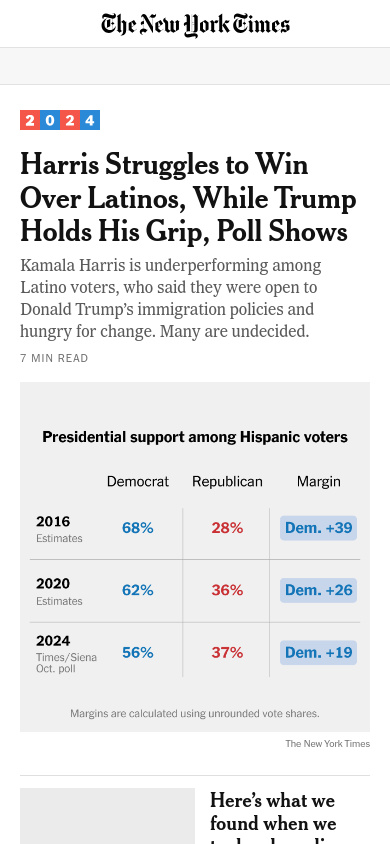 The New York Times
2024
Harris Struggles to Win
Over Latinos, While Trump
Holds His Grip, Poll Shows
Kamala Harris is underperforming among
Latino voters, who said they were open to
Donald Trump’s immigration policies and
hungry for change. Many are undecided.
7 MIN READ
Presidential support among Hispanic voters
Democrat Republican Margin
2016
Estimates
68% 28% Dem. +39
2020
Estimates
62% 36% Dem. +26
2024
Times/Siena
Oct. poll
56% 37% Dem. +19
Margins are calculated using unrounded vote shares.
The New York Times
Here’s what we
found when we